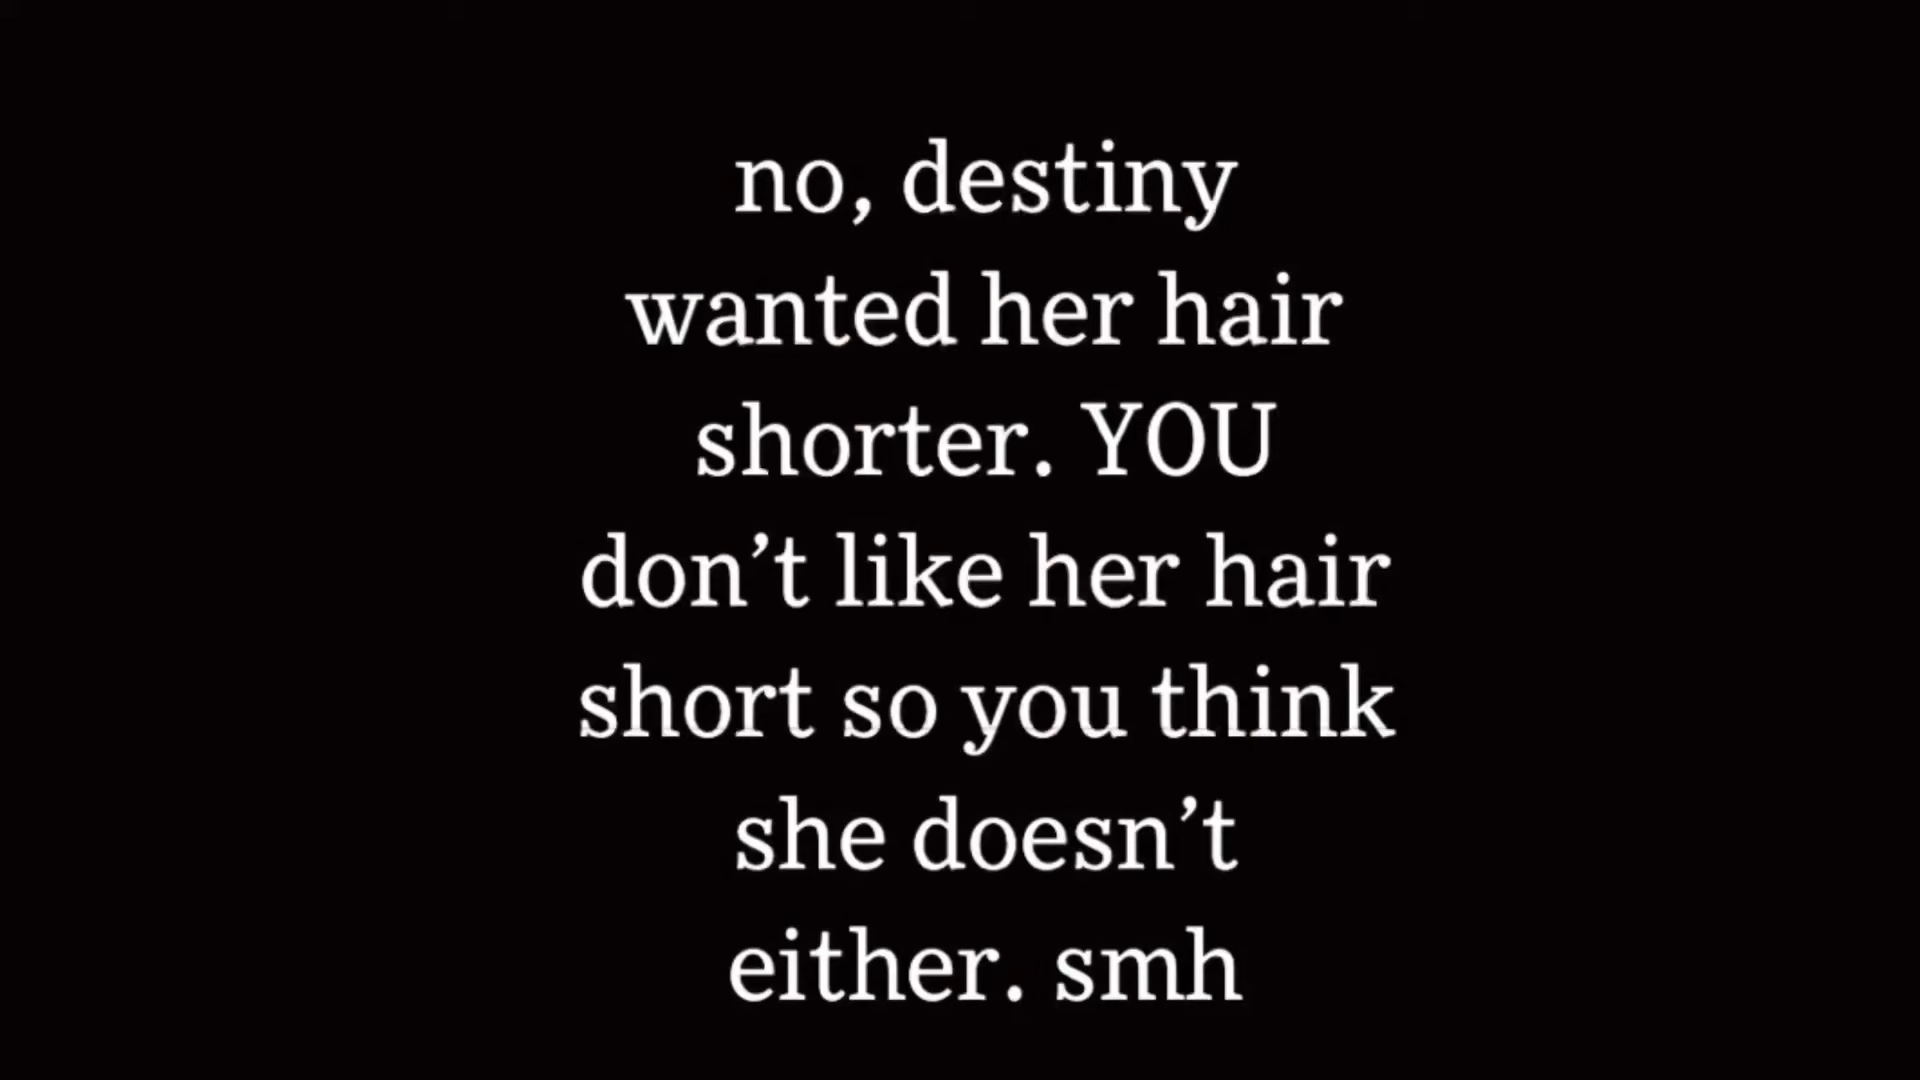 no, destiny
wanted her hair
shorter. YOU
don’t like her hair
short so you think
she doesn’t
either. smh